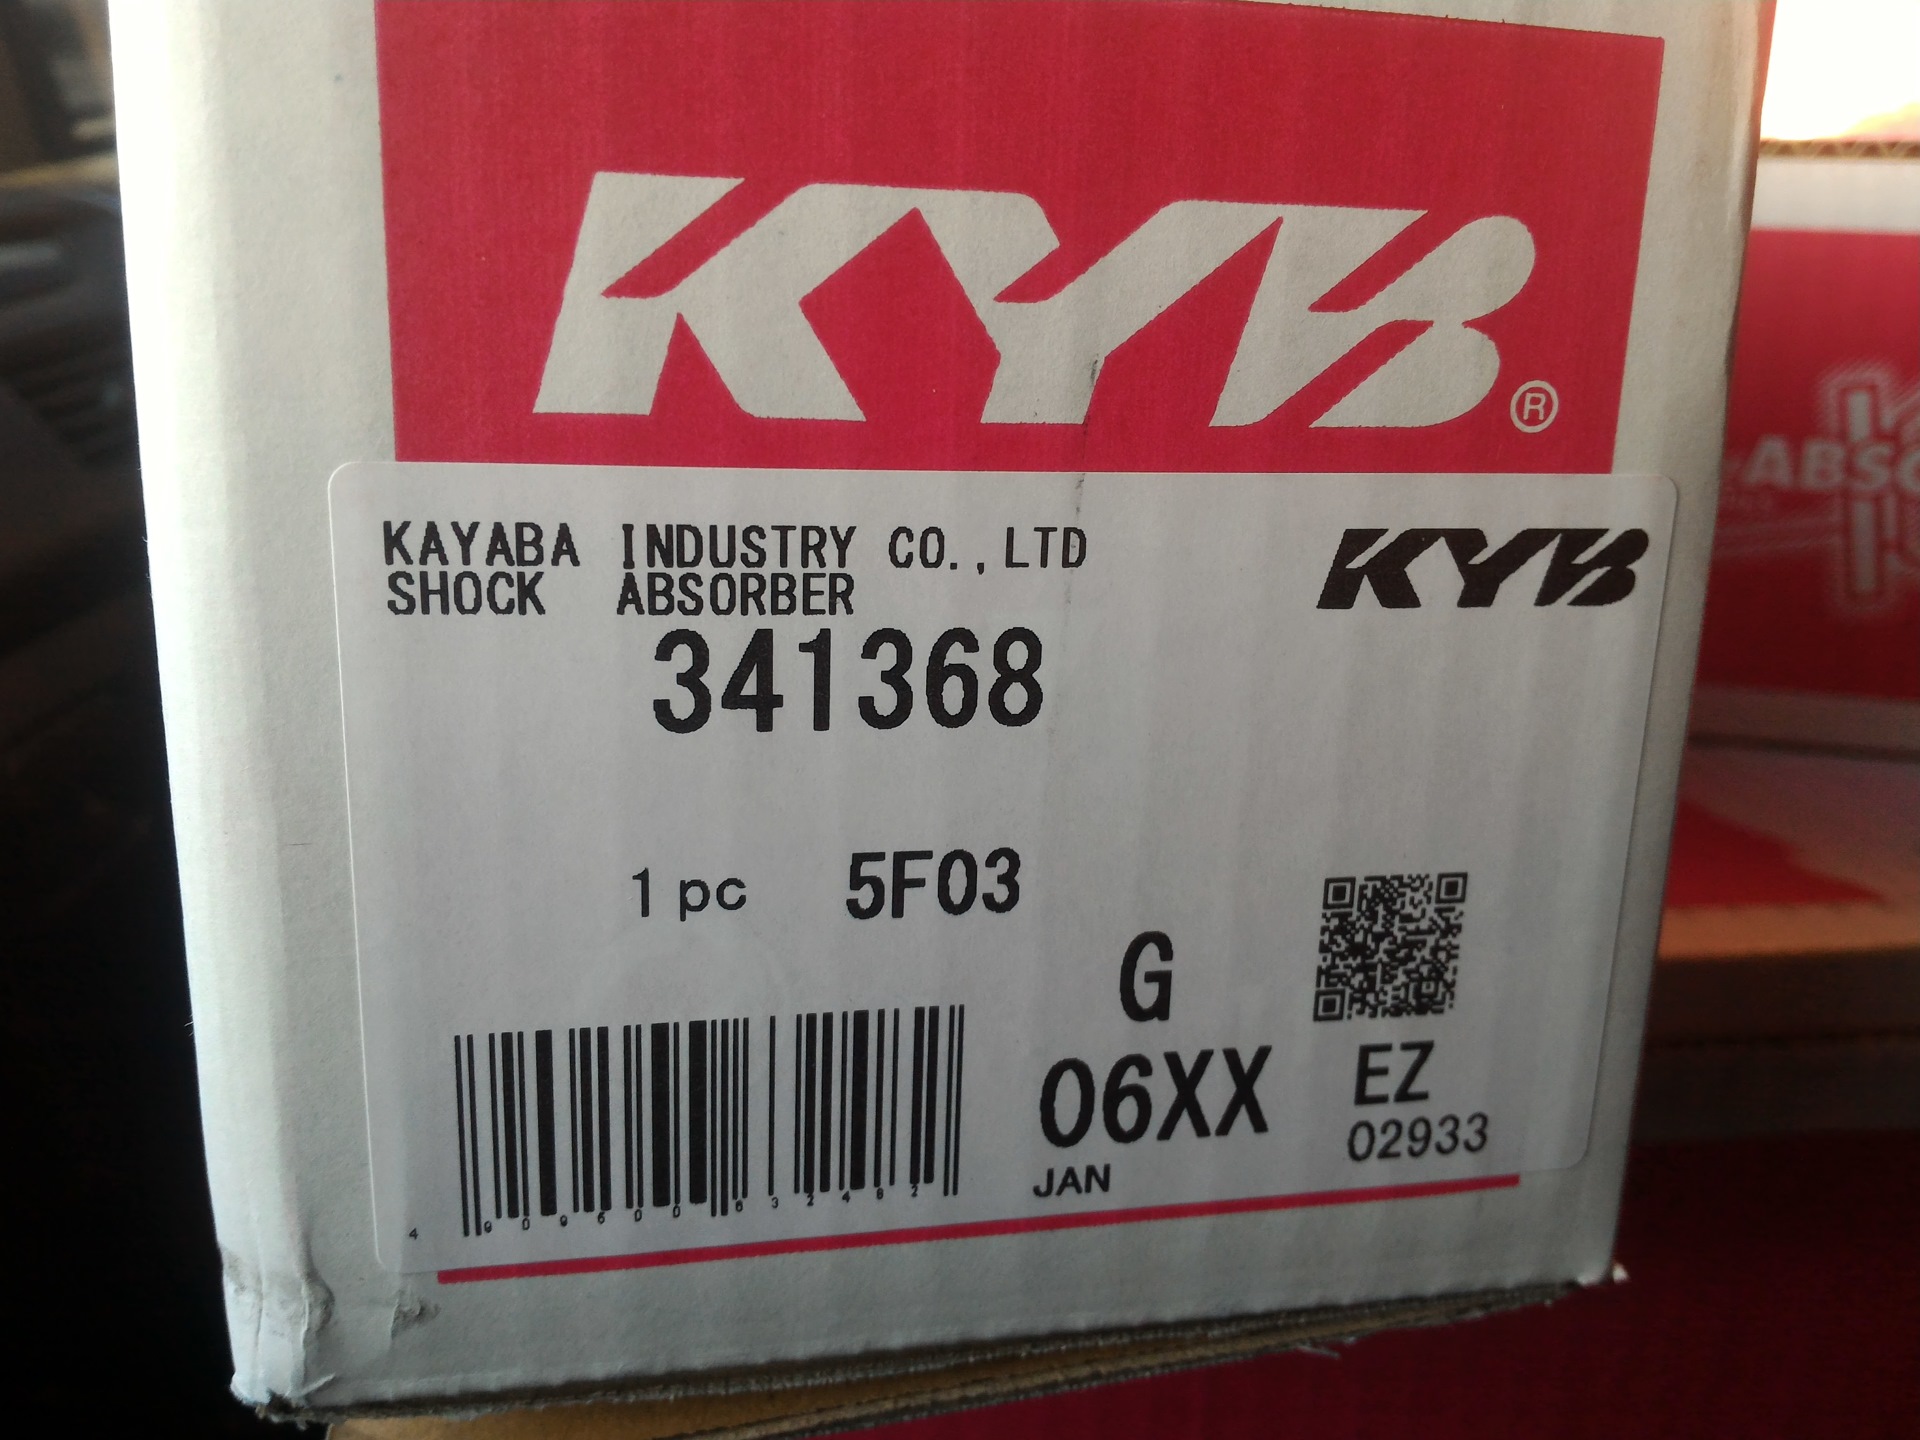 KYB®
KAYABA INDUSTRY CO.,LTD
KYB
SHOCK ABSORBER
341368
1 pc 5F03
G
06XX EZ
02933
JAN